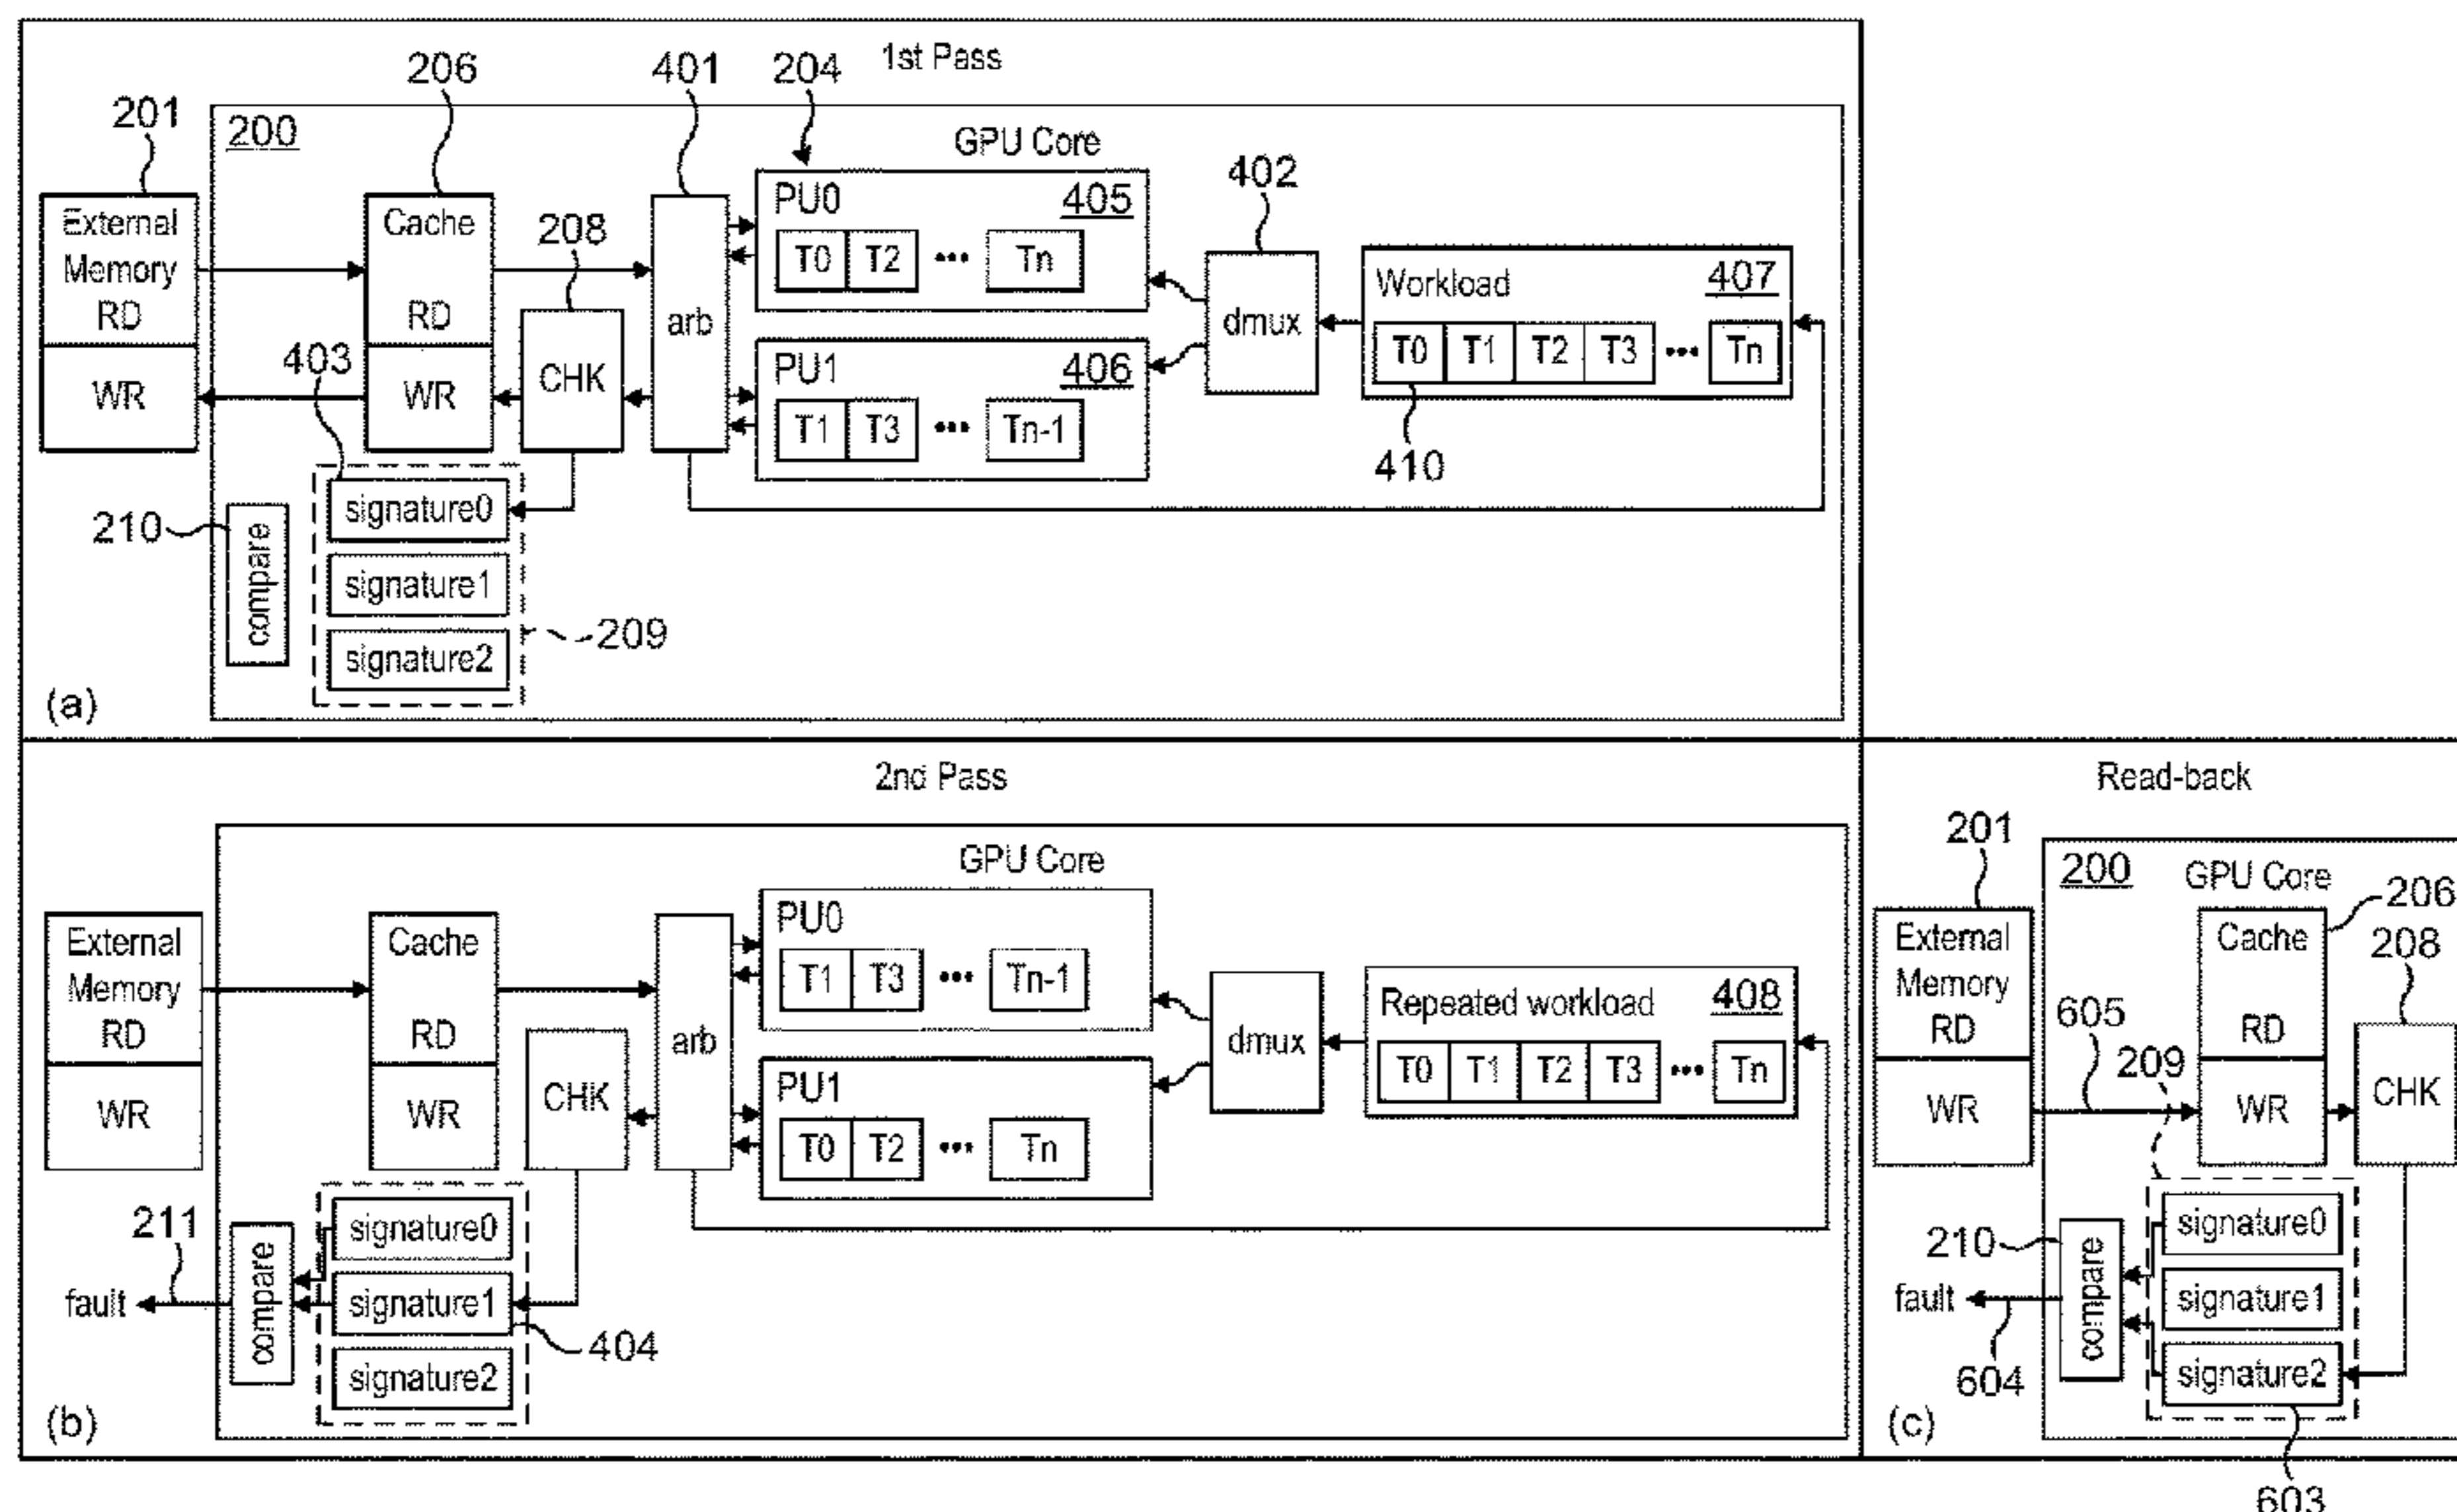 1st Pass
206
401
204
201
200
GPU Core
402
External
Memory
RD
WR
Cache
RD
WR
208
CHK
arb
PU0
405
T0 T2 ... Tn
PU1
406
T1 T3 ... Tn-1
dmux
Workload
407
T0 T1 T2 T3 ... Tn
410
403
signature0
signature1
signature2
209
210
compare
(a)
2nd Pass
GPU Core
External
Memory
RD
WR
Cache
RD
WR
CHK
arb
PU0
T1 T3 ... Tn-1
PU1
T0 T2 ... Tn
dmux
Repeated workload
408
T0 T1 T2 T3 ... Tn
211
fault
compare
signature0
signature1
signature2
404
(b)
Read-back
201
200
GPU Core
206
208
External
Memory
RD
WR
605
209
Cache
RD
WR
CHK
210
fault
604
compare
signature0
signature1
signature2
603
(c)